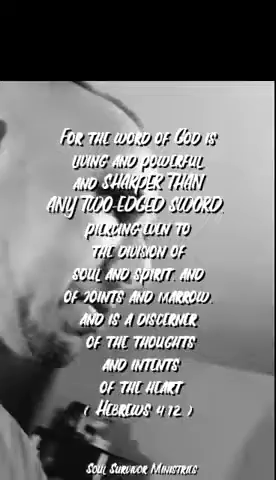 For the word of God is
living and powerful
and SHARPER THAN
ANY TWO-EDGED SWORD,
piercing even to
the division of
soul and spirit, and
of joints and marrow,
and is a discerner
of the thoughts
and intents
of the heart
( Hebrews 4:12 )
Soul Survivor Ministries